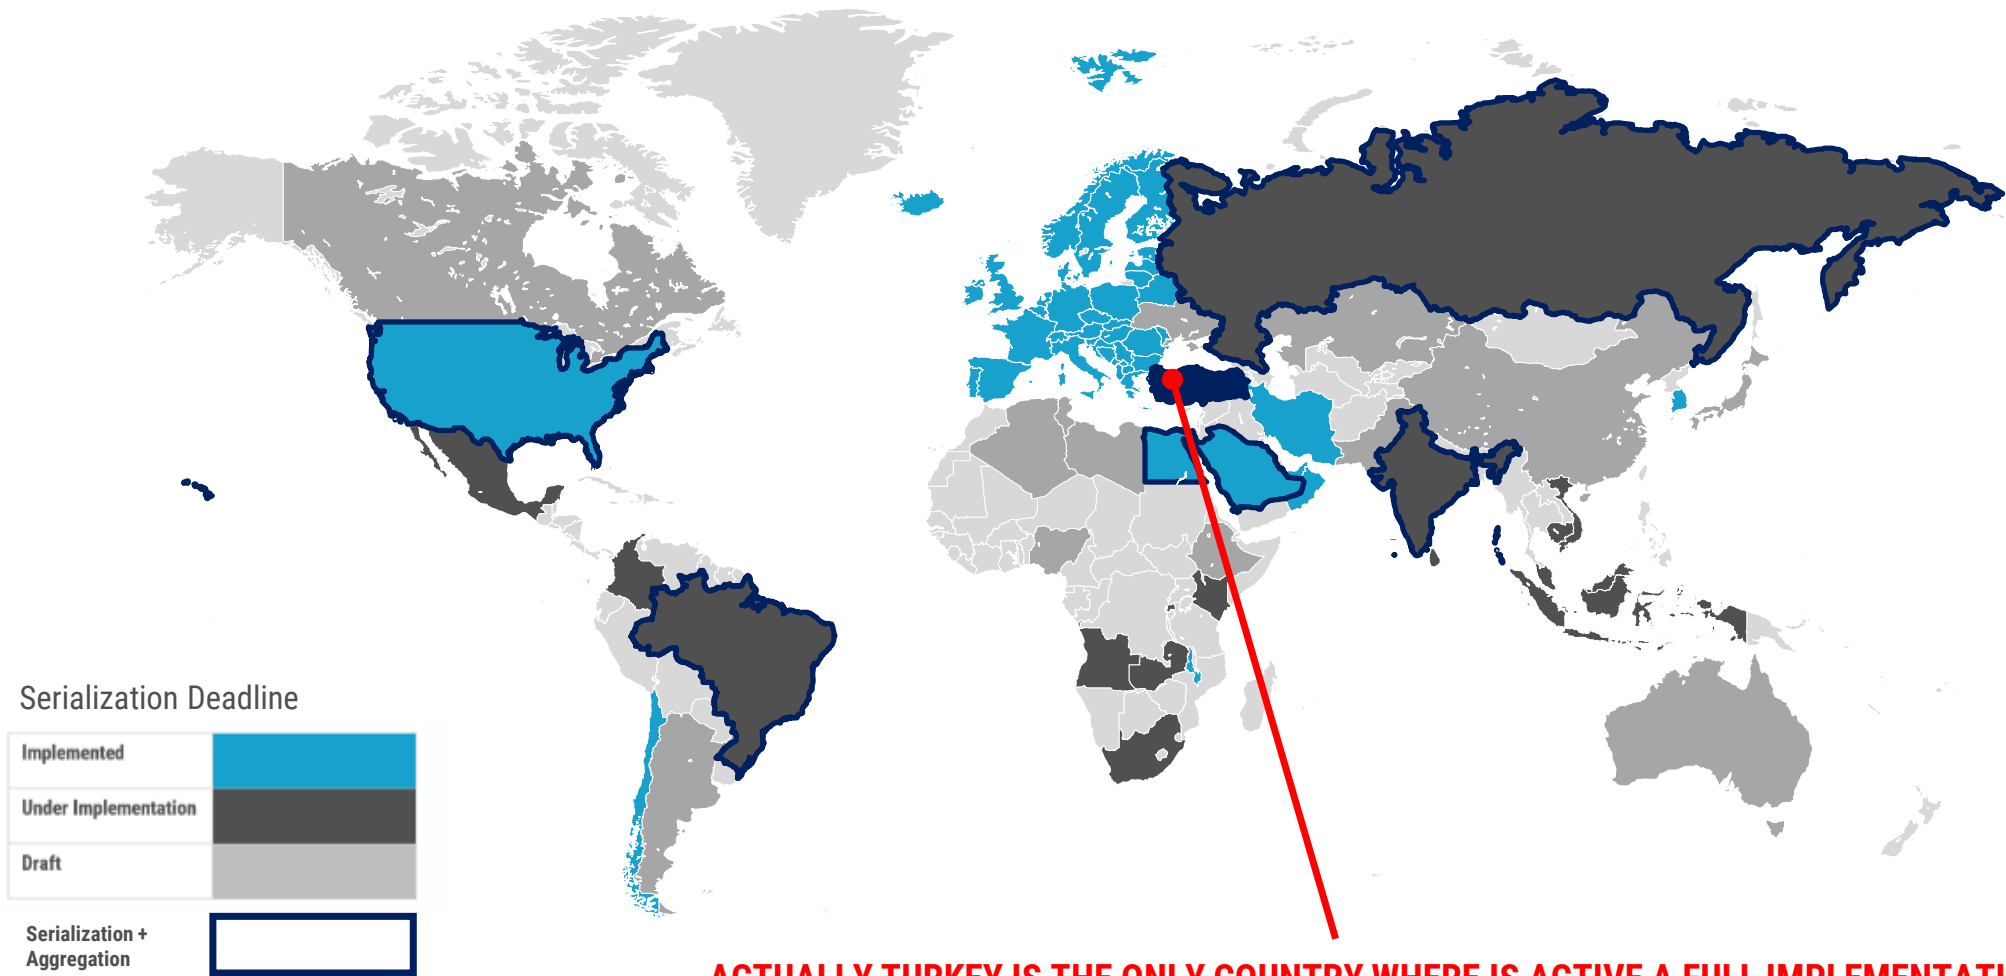 Serialization Deadline
Implemented
Under Implementation
Draft
Serialization +
Aggregation
ACTUALLY TURKEY IS THE ONLY COUNTRY WHERE IS ACTIVE A FULL